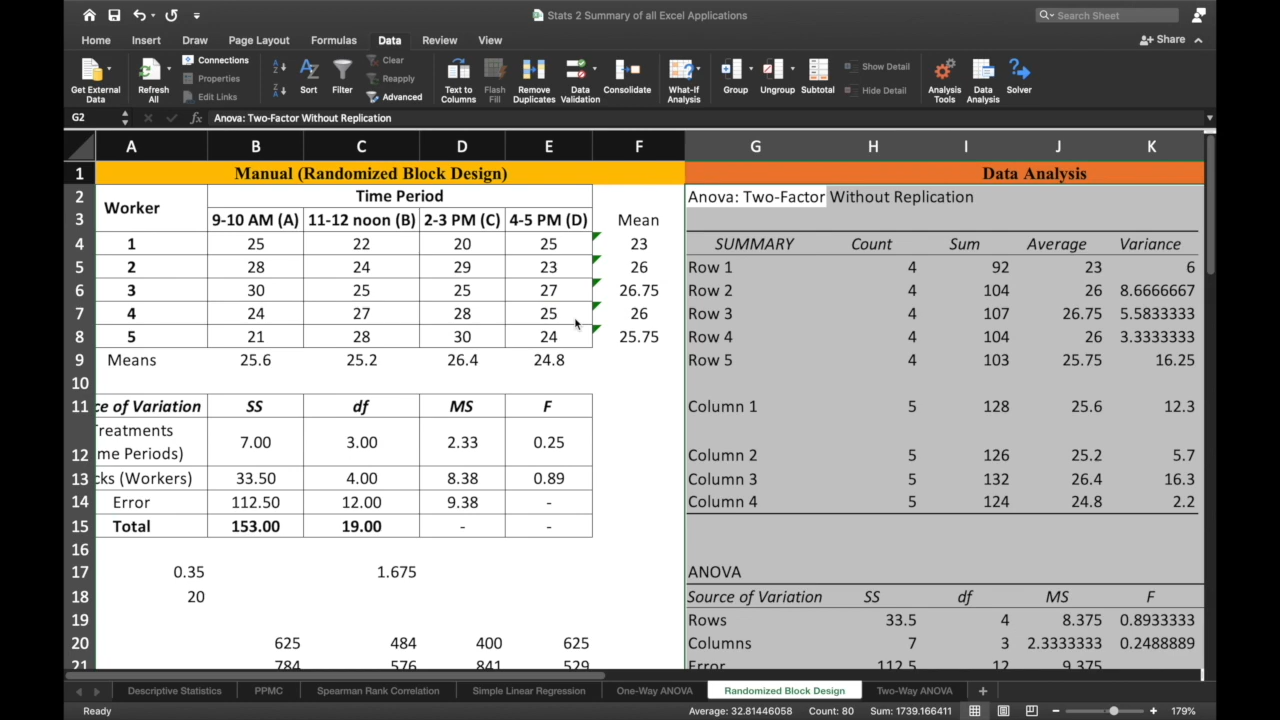 Stats 2 Summary of all Excel Applications
Search Sheet
Home Insert Draw Page Layout Formulas Data Review View
Share
Get External Data
Refresh All
Connections
Properties
Edit Links
Sort
Filter
Clear
Reapply
Advanced
Text to Columns
Flash Fill
Remove Duplicates
Data Validation
Consolidate
What-If Analysis
Group
Ungroup
Subtotal
Show Detail
Hide Detail
Analysis Tools
Data Analysis
Solver
G2 fx Anova: Two-Factor Without Replication
A B C D E F G H I J K
1 Manual (Randomized Block Design) Data Analysis
2 Worker Time Period Anova: Two-Factor Without Replication
3 9-10 AM (A) 11-12 noon (B) 2-3 PM (C) 4-5 PM (D) Mean
4 1 25 22 20 25 23 SUMMARY Count Sum Average Variance
5 2 28 24 29 23 26 Row 1 4 92 23 6
6 3 30 25 25 27 26.75 Row 2 4 104 26 8.6666667
7 4 24 27 28 25 26 Row 3 4 107 26.75 5.5833333
8 5 21 28 30 24 25.75 Row 4 4 104 26 3.3333333
9 Means 25.6 25.2 26.4 24.8 Row 5 4 103 25.75 16.25
10
11 ce of Variation SS df MS F Column 1 5 128 25.6 12.3
Treatments
12 me Periods) 7.00 3.00 2.33 0.25 Column 2 5 126 25.2 5.7
13 cks (Workers) 33.50 4.00 8.38 0.89 Column 3 5 132 26.4 16.3
14 Error 112.50 12.00 9.38 - Column 4 5 124 24.8 2.2
15 Total 153.00 19.00 - -
16
17 0.35 1.675 ANOVA
18 20 Source of Variation SS df MS F
19 Rows 33.5 4 8.375 0.8933333
20 625 484 400 625 Columns 7 3 2.3333333 0.2488889
21 784 576 841 529 Error 112.5 12 9.375
Descriptive Statistics PPMC Spearman Rank Correlation Simple Linear Regression One-Way ANOVA Randomized Block Design Two-Way ANOVA +
Ready Average: 32.81446058 Count: 80 Sum: 1739.166411 179%